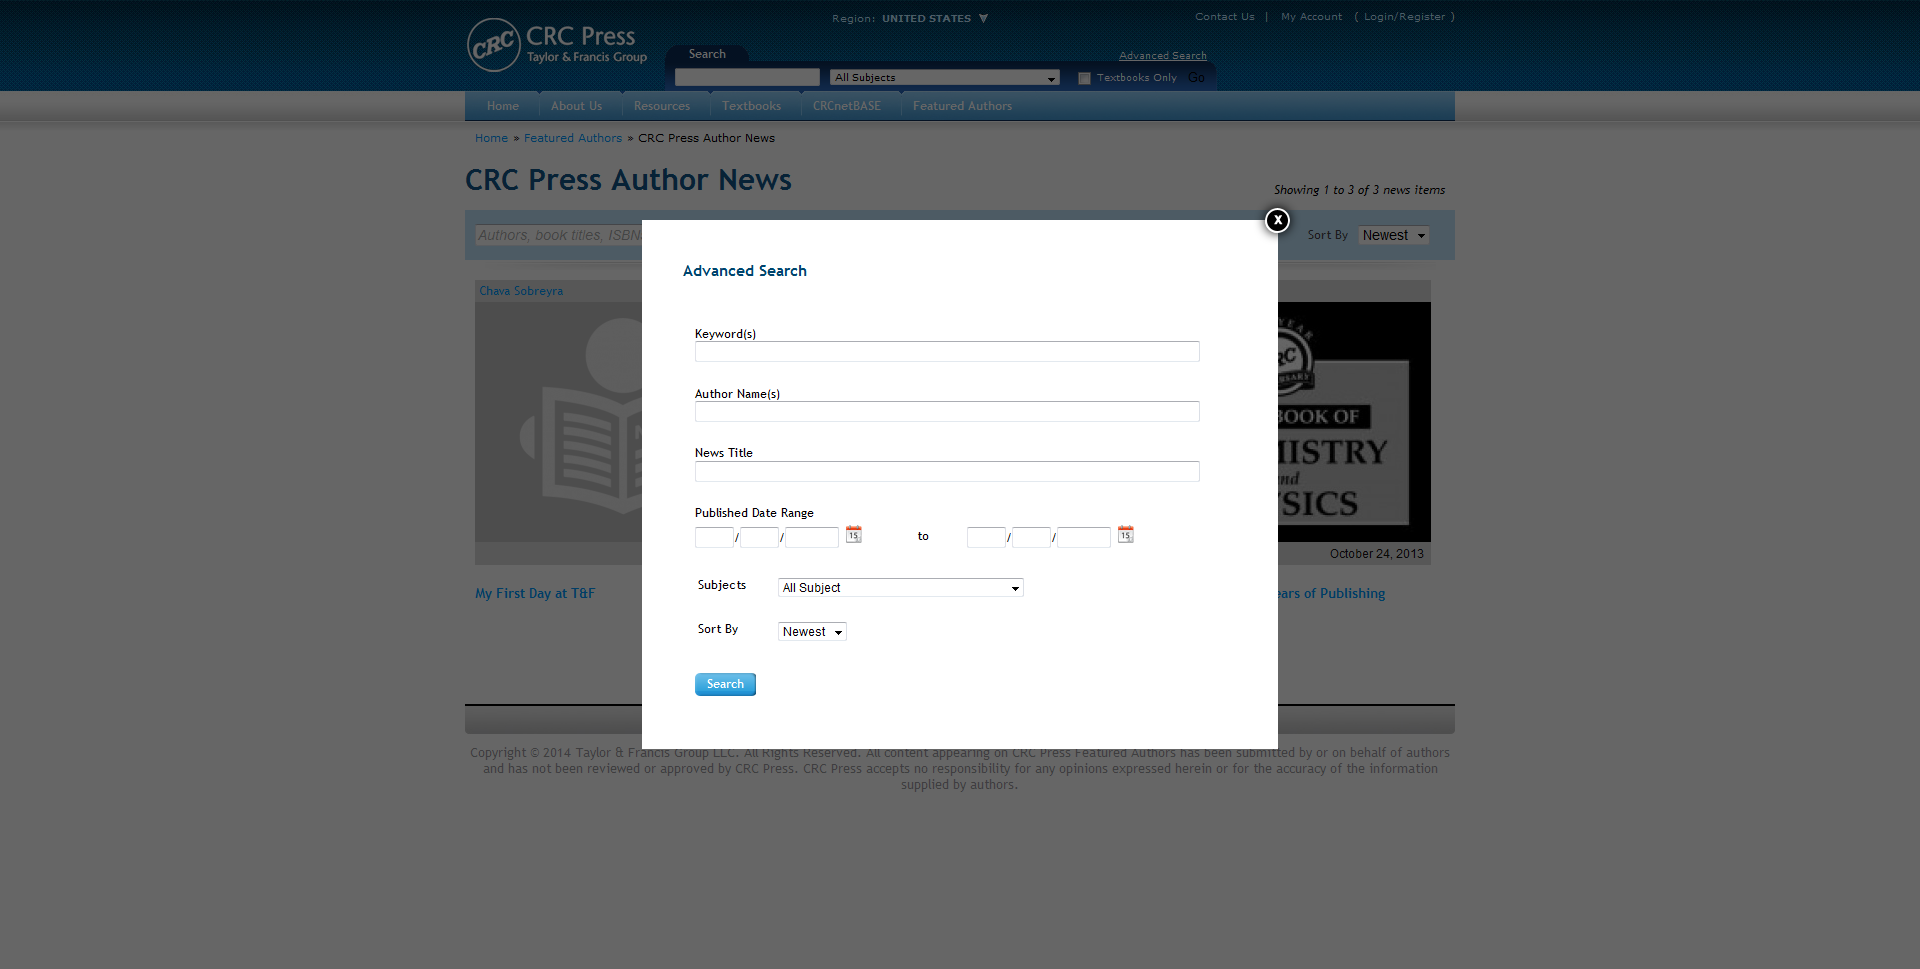 Region: UNITED STATES
Contact Us | My Account ( Login/Register )
CRC
CRC Press
Taylor & Francis Group
Search
Advanced Search
All Subjects
Textbooks Only Go
Home About Us Resources Textbooks CRCnetBASE Featured Authors
Home » Featured Authors » CRC Press Author News
CRC Press Author News
Showing 1 to 3 of 3 news items
Authors, book titles, ISBN
Sort By Newest
X
Advanced Search
Chava Sobreyra
Keyword(s)
Author Name(s)
News Title
Published Date Range
/ / 15 to / / 15
Subjects All Subject
Sort By Newest
Search
YEAR
BOOK OF
and
October 24, 2013
My First Day at T&F
of Publishing
Copyright © 2014 Taylor & Francis Group LLC. All Rights Reserved. All content appearing on CRC Press Featured Authors has been submitted by or on behalf of authors
and has not been reviewed or approved by CRC Press. CRC Press accepts no responsibility for any opinions expressed herein or for the accuracy of the information
supplied by authors.